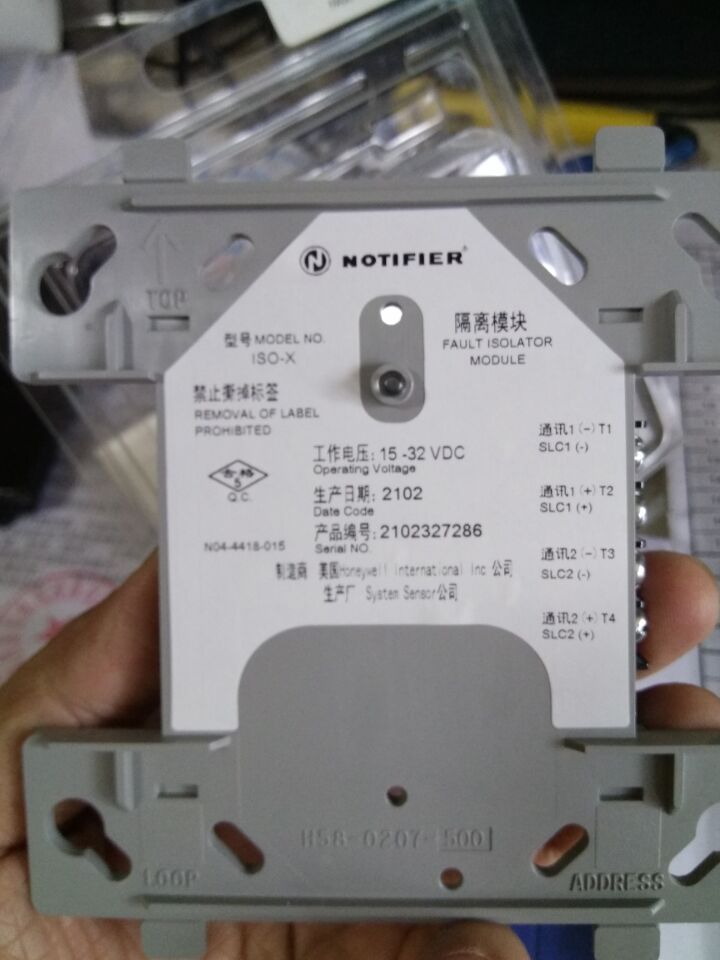 NOTIFIER
型号 MODEL NO.
ISO-X
隔离模块
FAULT ISOLATOR
MODULE
禁止撕掉标签
REMOVAL OF LABEL
PROHIBITED
合格
5
Q.C.
N04-4418-015
工作电压: 15 -32 VDC
Operating Voltage
生产日期: 2102
Date Code
产品编号: 2102327286
Serial NO.
制造商 美国Honeywell International Inc 公司
生产厂 System Sensor公司
通讯1 (-) T1
SLC1 (-)
通讯1 (+) T2
SLC1 (+)
通讯2 (-) T3
SLC2 (-)
通讯2 (+) T4
SLC2 (+)
H58-0207-500
LOOP
ADDRESS